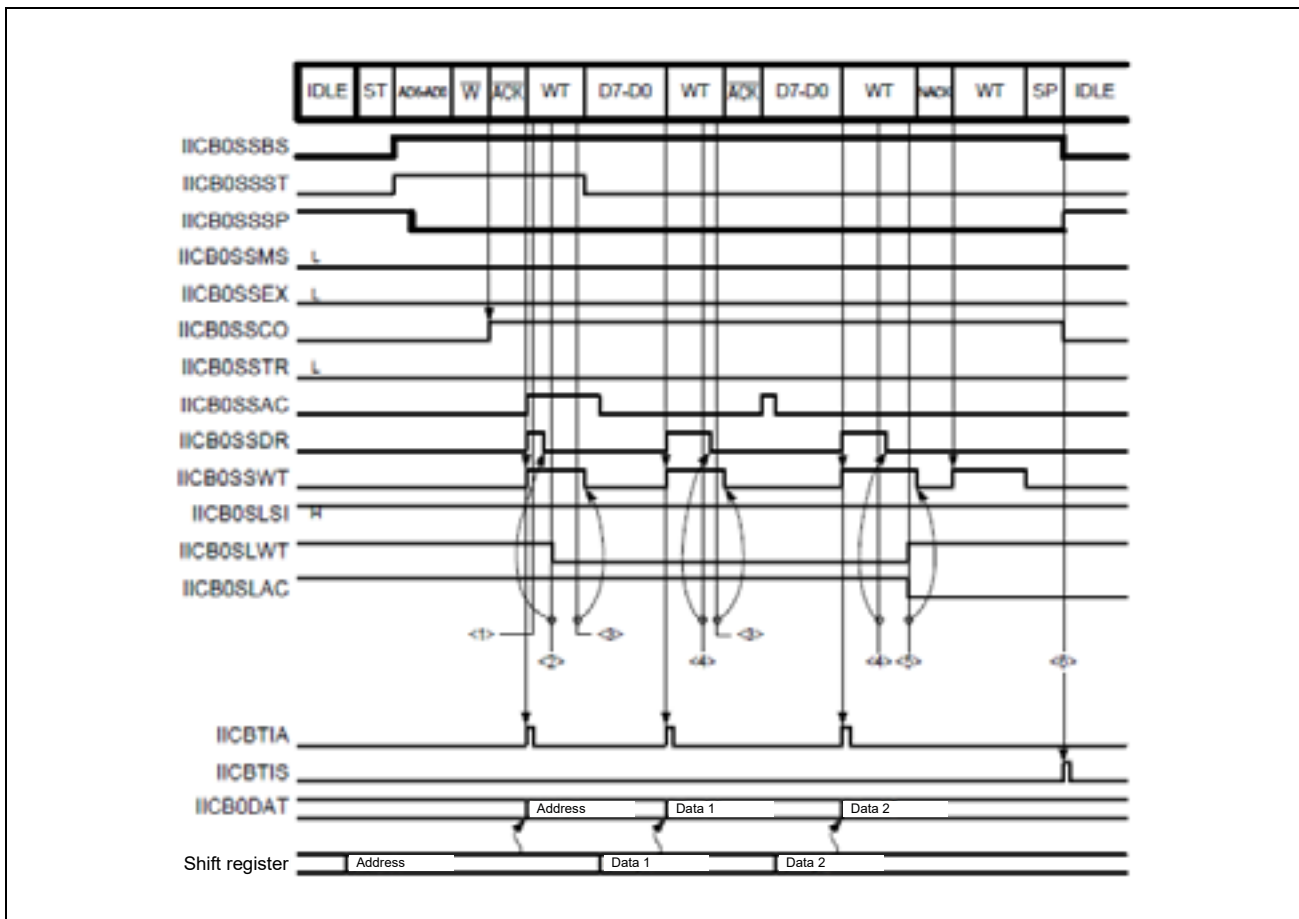 IDLE ST AD6-AD0 W ACK WT D7-D0 WT ACK D7-D0 WT NACK WT SP IDLE
IICB0SSBS
IICB0SSST
IICB0SSSP
IICB0SSMS L
IICB0SSEX L
IICB0SSCO
IICB0SSTR L
IICB0SSAC
IICB0SSDR
IICB0SSWT
IICB0SLSI H
IICB0SLWT
IICB0SLAC
<1> <3> <3>
<2> <4> <4> <5> <6>
IICBTIA
IICBTIS
IICB0DAT Address Data 1 Data 2
Shift register Address Data 1 Data 2